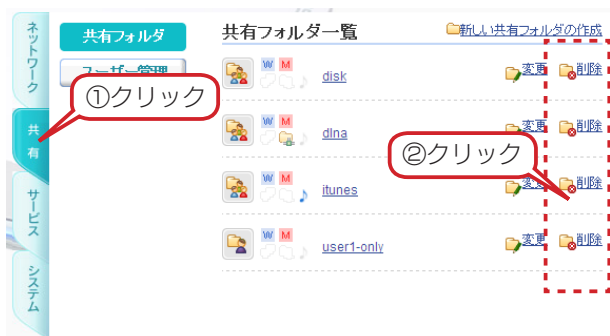 ネットワーク
共有
サービス
システム
共有フォルダ
ユーザー管理
共有フォルダ一覧
新しい共有フォルダの作成
W M
disk
変更
削除
W M
dlna
変更
削除
W M
itunes
変更
削除
W M
user1-only
変更
削除
①クリック
②クリック